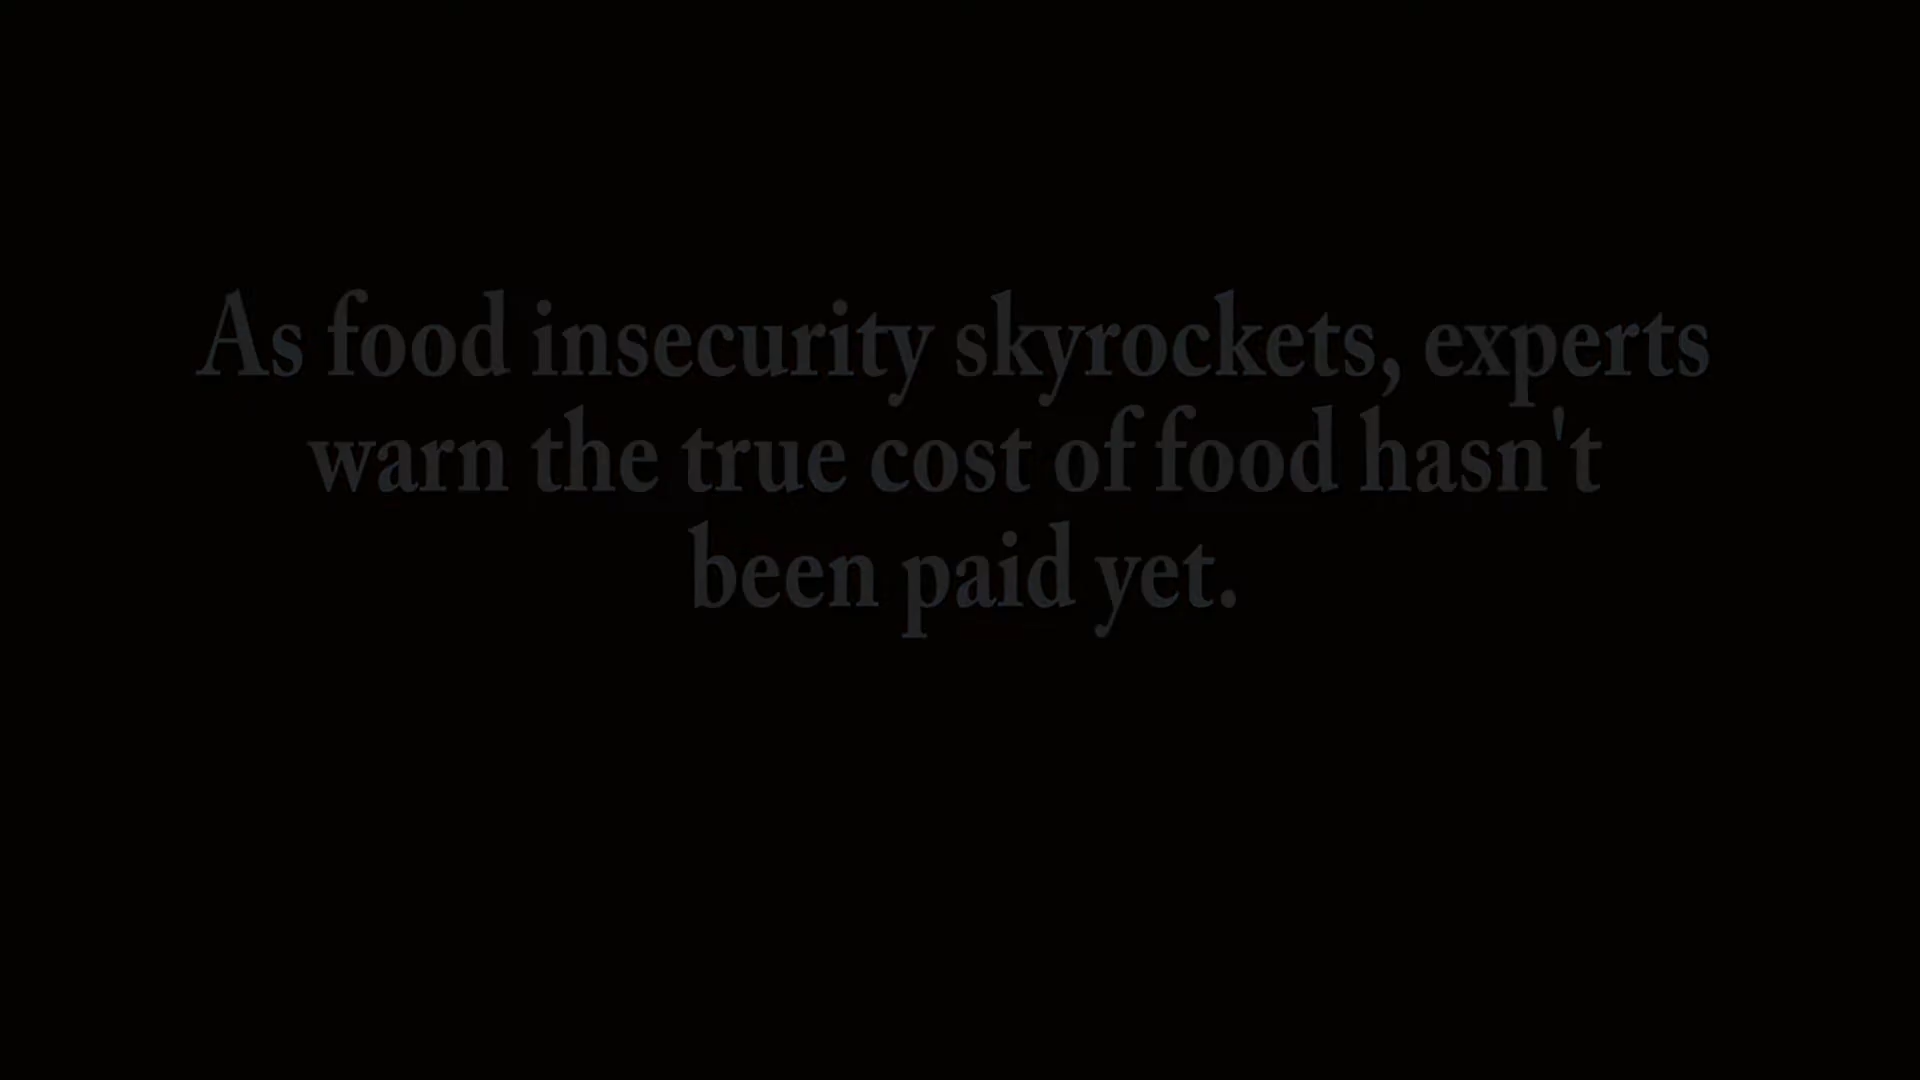 As food insecurity skyrockets, experts
warn the true cost of food hasn't
been paid yet.